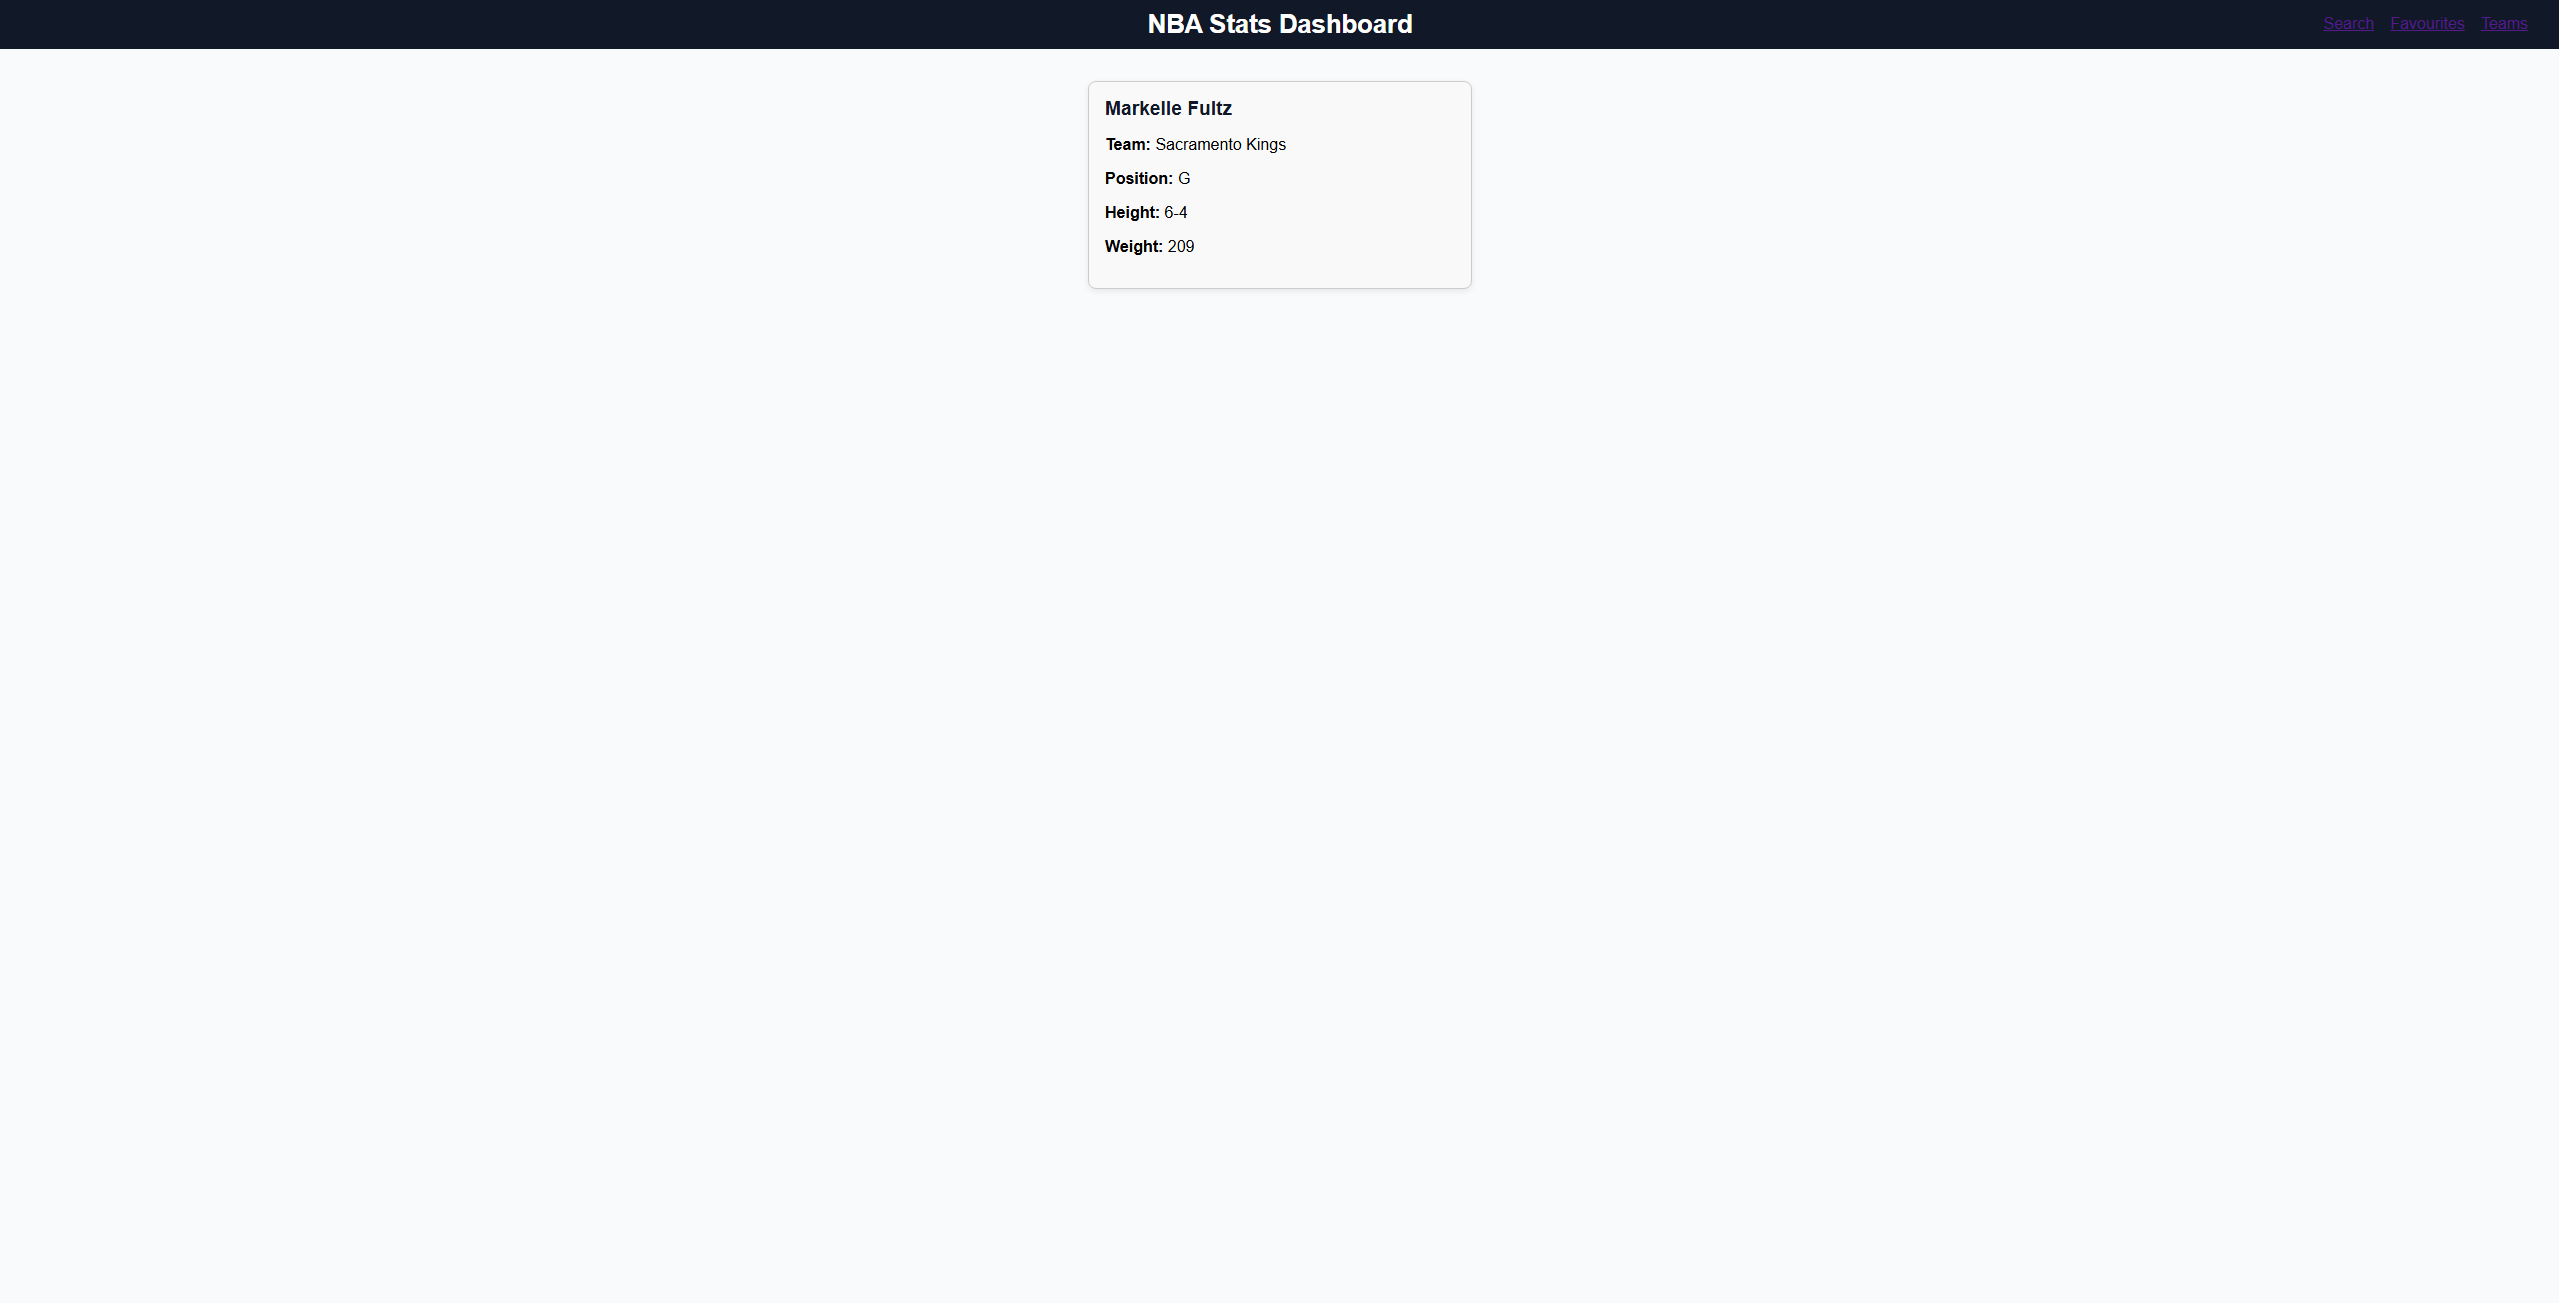 NBA Stats Dashboard
Search Favourites Teams
Markelle Fultz
Team: Sacramento Kings
Position: G
Height: 6-4
Weight: 209